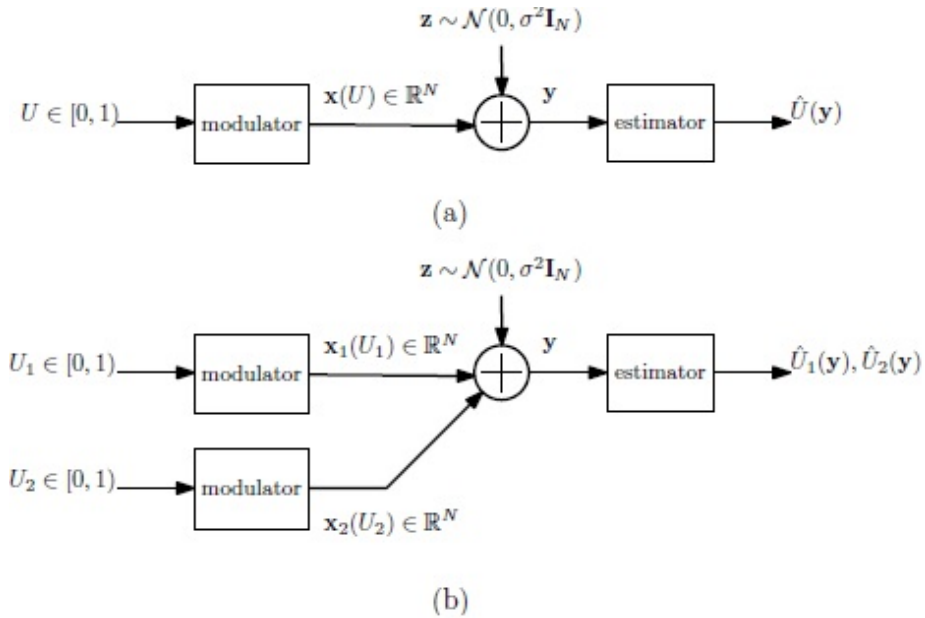 z ∼ 𝒩(0, σ²I_N)
U ∈ [0, 1)
modulator
x(U) ∈ ℝ^N
y
estimator
Û(y)
(a)
z ∼ 𝒩(0, σ²I_N)
U₁ ∈ [0, 1)
modulator
x₁(U₁) ∈ ℝ^N
y
estimator
Û₁(y), Û₂(y)
U₂ ∈ [0, 1)
modulator
x₂(U₂) ∈ ℝ^N
(b)